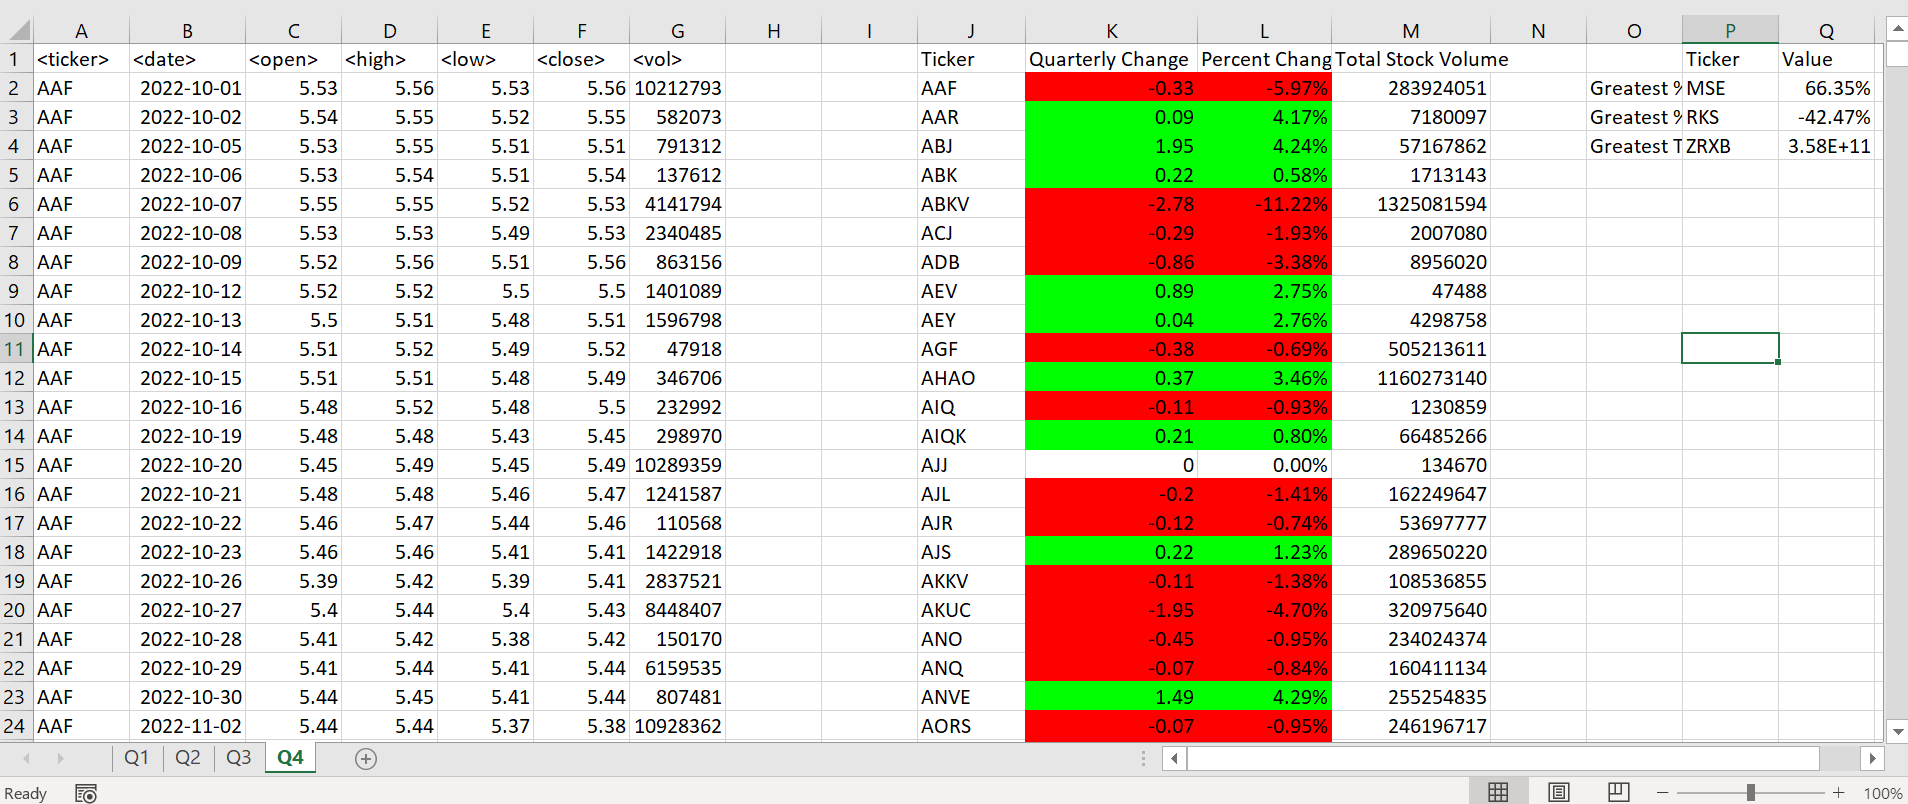 A B C D E F G H I J K L M N O P Q
1 <ticker> <date> <open> <high> <low> <close> <vol> Ticker Quarterly Change Percent Chang Total Stock Volume Ticker Value
2 AAF 2022-10-01 5.53 5.56 5.53 5.56 10212793 AAF -0.33 -5.97% 283924051 Greatest % MSE 66.35%
3 AAF 2022-10-02 5.54 5.55 5.52 5.55 582073 AAR 0.09 4.17% 7180097 Greatest % RKS -42.47%
4 AAF 2022-10-05 5.53 5.55 5.51 5.51 791312 ABJ 1.95 4.24% 57167862 Greatest T ZRXB 3.58E+11
5 AAF 2022-10-06 5.53 5.54 5.51 5.54 137612 ABK 0.22 0.58% 1713143
6 AAF 2022-10-07 5.55 5.55 5.52 5.53 4141794 ABKV -2.78 -11.22% 1325081594
7 AAF 2022-10-08 5.53 5.53 5.49 5.53 2340485 ACJ -0.29 -1.93% 2007080
8 AAF 2022-10-09 5.52 5.56 5.51 5.56 863156 ADB -0.86 -3.38% 8956020
9 AAF 2022-10-12 5.52 5.52 5.5 5.5 1401089 AEV 0.89 2.75% 47488
10 AAF 2022-10-13 5.5 5.51 5.48 5.51 1596798 AEY 0.04 2.76% 4298758
11 AAF 2022-10-14 5.51 5.52 5.49 5.52 47918 AGF -0.38 -0.69% 505213611
12 AAF 2022-10-15 5.51 5.51 5.48 5.49 346706 AHAO 0.37 3.46% 1160273140
13 AAF 2022-10-16 5.48 5.52 5.48 5.5 232992 AIQ -0.11 -0.93% 1230859
14 AAF 2022-10-19 5.48 5.48 5.43 5.45 298970 AIQK 0.21 0.80% 66485266
15 AAF 2022-10-20 5.45 5.49 5.45 5.49 10289359 AJJ 0 0.00% 134670
16 AAF 2022-10-21 5.48 5.48 5.46 5.47 1241587 AJL -0.2 -1.41% 162249647
17 AAF 2022-10-22 5.46 5.47 5.44 5.46 110568 AJR -0.12 -0.74% 53697777
18 AAF 2022-10-23 5.46 5.46 5.41 5.41 1422918 AJS 0.22 1.23% 289650220
19 AAF 2022-10-26 5.39 5.42 5.39 5.41 2837521 AKKV -0.11 -1.38% 108536855
20 AAF 2022-10-27 5.4 5.44 5.4 5.43 8448407 AKUC -1.95 -4.70% 320975640
21 AAF 2022-10-28 5.41 5.42 5.38 5.42 150170 ANO -0.45 -0.95% 234024374
22 AAF 2022-10-29 5.41 5.44 5.41 5.44 6159535 ANQ -0.07 -0.84% 160411134
23 AAF 2022-10-30 5.44 5.45 5.41 5.44 807481 ANVE 1.49 4.29% 255254835
24 AAF 2022-11-02 5.44 5.44 5.37 5.38 10928362 AORS -0.07 -0.95% 246196717
Q1 Q2 Q3 Q4
Ready 100%